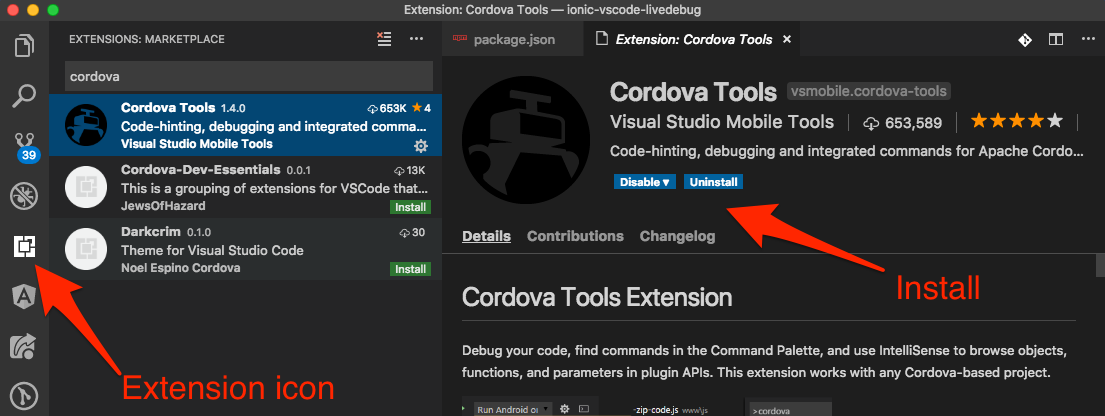 Extension: Cordova Tools — ionic-vscode-livedebug
EXTENSIONS: MARKETPLACE
cordova
Cordova Tools 1.4.0 653K 4
Code-hinting, debugging and integrated comma...
Visual Studio Mobile Tools
Cordova-Dev-Essentials 0.0.1 13K
This is a grouping of extensions for VSCode that...
JewsOfHazard Install
Darkcrim 0.1.0 30
Theme for Visual Studio Code
Noel Espino Cordova Install
39
Extension icon
package.json Extension: Cordova Tools ×
Cordova Tools vsmobile.cordova-tools
Visual Studio Mobile Tools | 653,589 | |
Code-hinting, debugging and integrated commands for Apache Cordo...
Disable ▾ Uninstall
Details Contributions Changelog
Install
Cordova Tools Extension
Debug your code, find commands in the Command Palette, and use IntelliSense to browse objects,
functions, and parameters in plugin APIs. This extension works with any Cordova-based project.
Run Android on -zip-code.js www\js >cordova